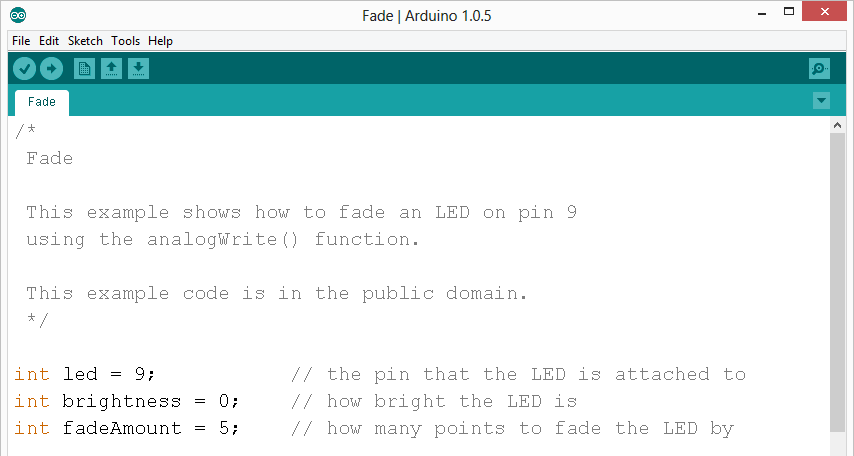 Fade | Arduino 1.0.5
File Edit Sketch Tools Help
Fade
/*
 Fade
 This example shows how to fade an LED on pin 9
 using the analogWrite() function.
 This example code is in the public domain.
 */
int led = 9;           // the pin that the LED is attached to
int brightness = 0;    // how bright the LED is
int fadeAmount = 5;    // how many points to fade the LED by